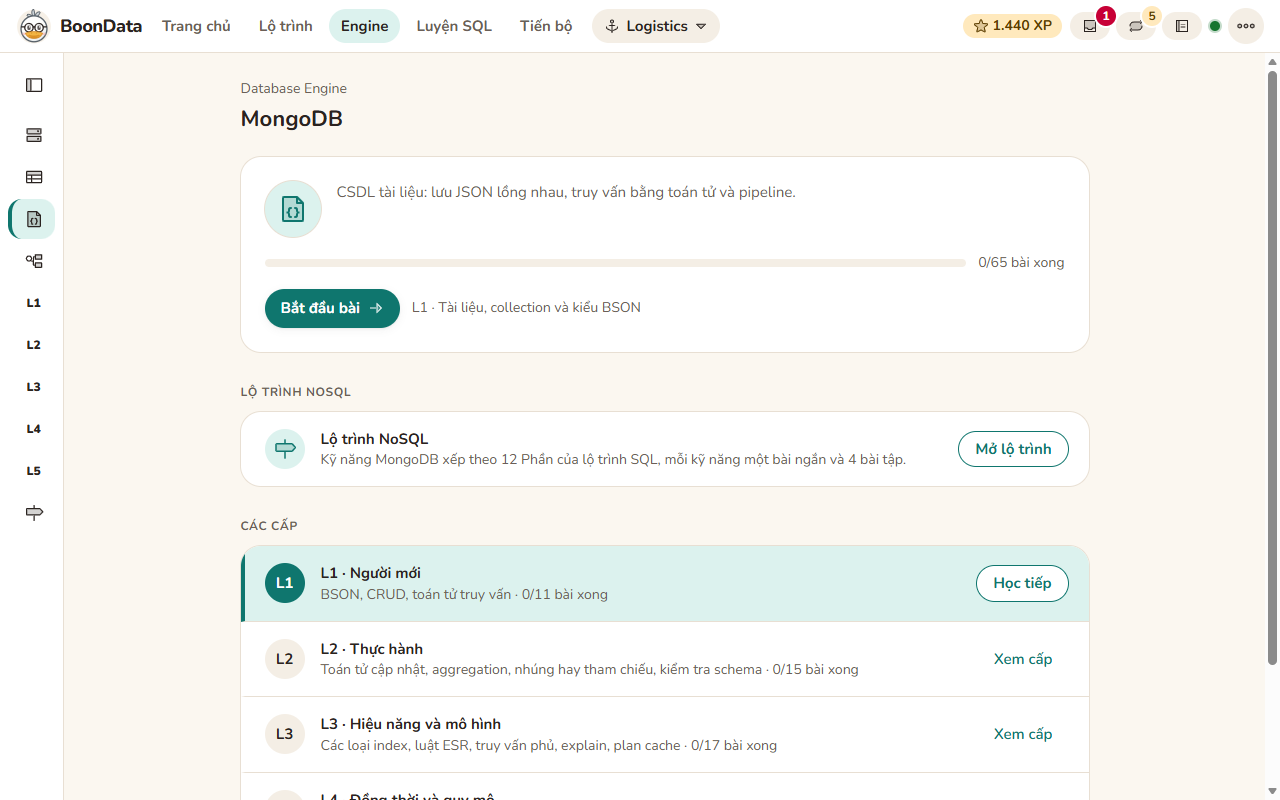 BoonData
Trang chủ
Lộ trình
Engine
Luyện SQL
Tiến bộ
Logistics
1.440 XP
1
5
Database Engine
MongoDB
CSDL tài liệu: lưu JSON lồng nhau, truy vấn bằng toán tử và pipeline.
0/65 bài xong
Bắt đầu bài
L1 · Tài liệu, collection và kiểu BSON
L1
L2
L3
L4
L5
LỘ TRÌNH NOSQL
Lộ trình NoSQL
Kỹ năng MongoDB xếp theo 12 Phần của lộ trình SQL, mỗi kỹ năng một bài ngắn và 4 bài tập.
Mở lộ trình
CÁC CẤP
L1
L1 · Người mới
BSON, CRUD, toán tử truy vấn · 0/11 bài xong
Học tiếp
L2
L2 · Thực hành
Toán tử cập nhật, aggregation, nhúng hay tham chiếu, kiểm tra schema · 0/15 bài xong
Xem cấp
L3
L3 · Hiệu năng và mô hình
Các loại index, luật ESR, truy vấn phủ, explain, plan cache · 0/17 bài xong
Xem cấp
L4 · Đồng thời và quy mô